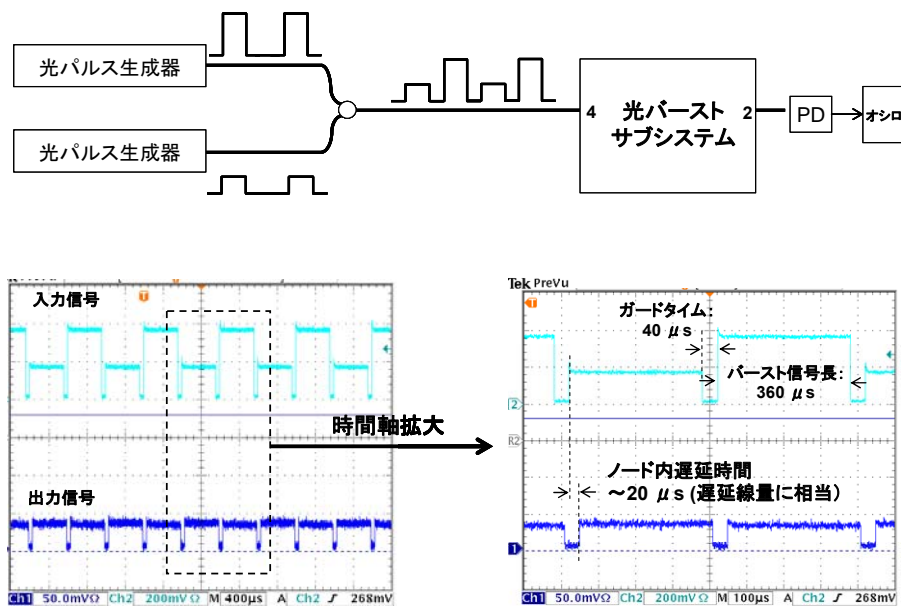 光パルス生成器
光パルス生成器
4
光バースト
サブシステム
2
PD
オシロ
入力信号
T
時間軸拡大
出力信号
Ch1 50.0mVΩ Ch2 200mVΩ M 400µs A Ch2 268mV
Tek PreVu
T
ガードタイム:
40 μs
バースト信号長:
360 μs
2
R2
ノード内遅延時間
～20 μs (遅延線量に相当)
1
Ch1 50.0mVΩ Ch2 200mVΩ M 100µs A Ch2 268mV